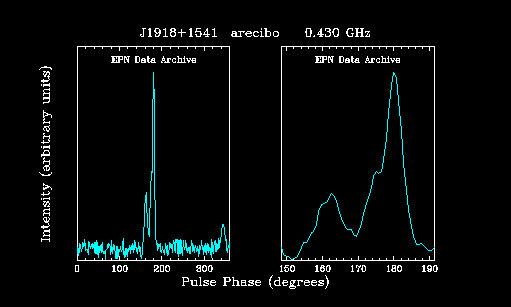 J1918+1541 arecibo 0.430 GHz
EPN Data Archive EPN Data Archive
Intensity (arbitrary units)
0 100 200 300 150 160 170 180 190
Pulse Phase (degrees)